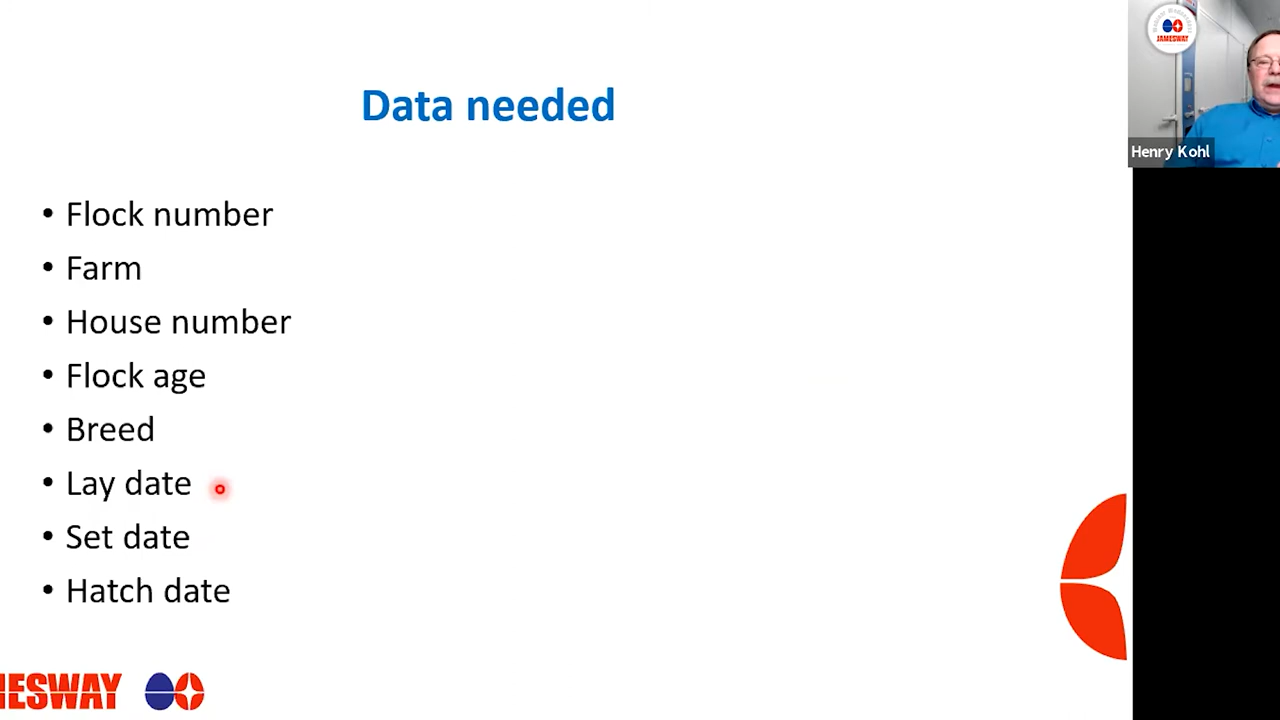 Data needed
• Flock number
• Farm
• House number
• Flock age
• Breed
• Lay date
• Set date
• Hatch date
JAMESWAY
Henry Kohl